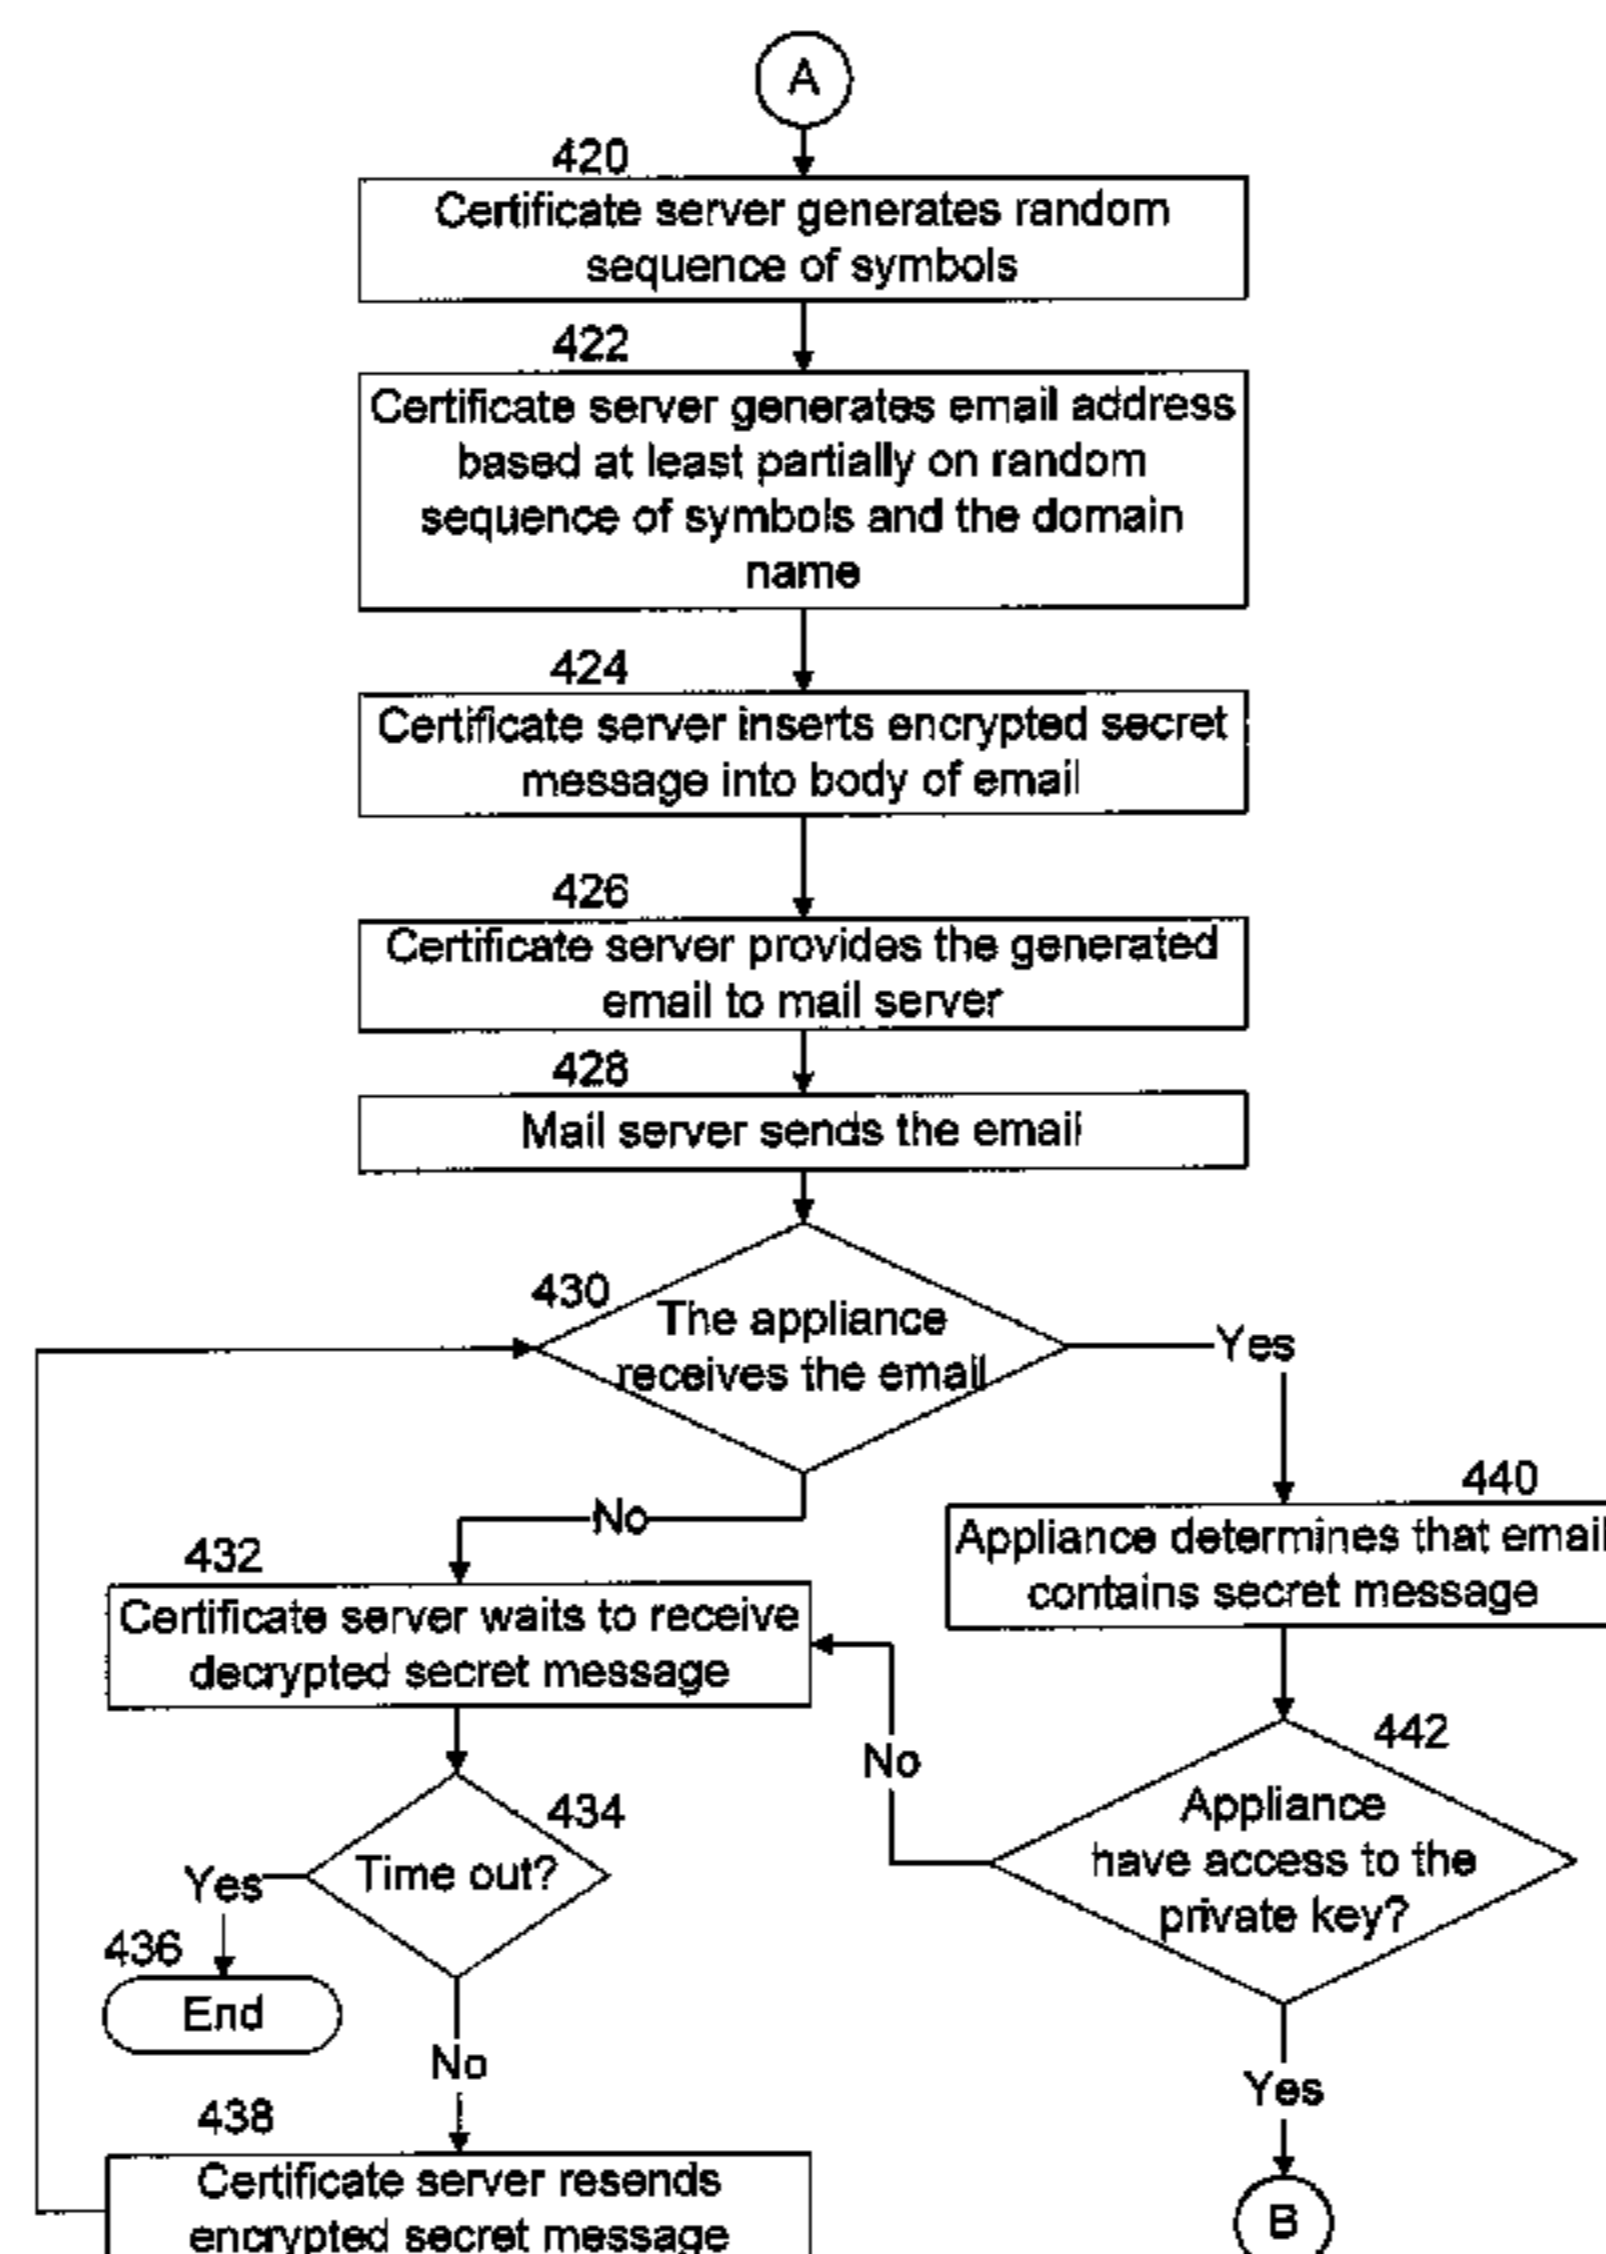 A
420
Certificate server generates random
sequence of symbols
422
Certificate server generates email address
based at least partially on random
sequence of symbols and the domain
name
424
Certificate server inserts encrypted secret
message into body of email
426
Certificate server provides the generated
email to mail server
428
Mail server sends the email
430
The appliance
receives the email
Yes
No
440
Appliance determines that email
contains secret message
432
Certificate server waits to receive
decrypted secret message
442
Appliance
have access to the
private key?
No
434
Time out?
Yes
436
End
No
Yes
438
Certificate server resends
encrypted secret message
B